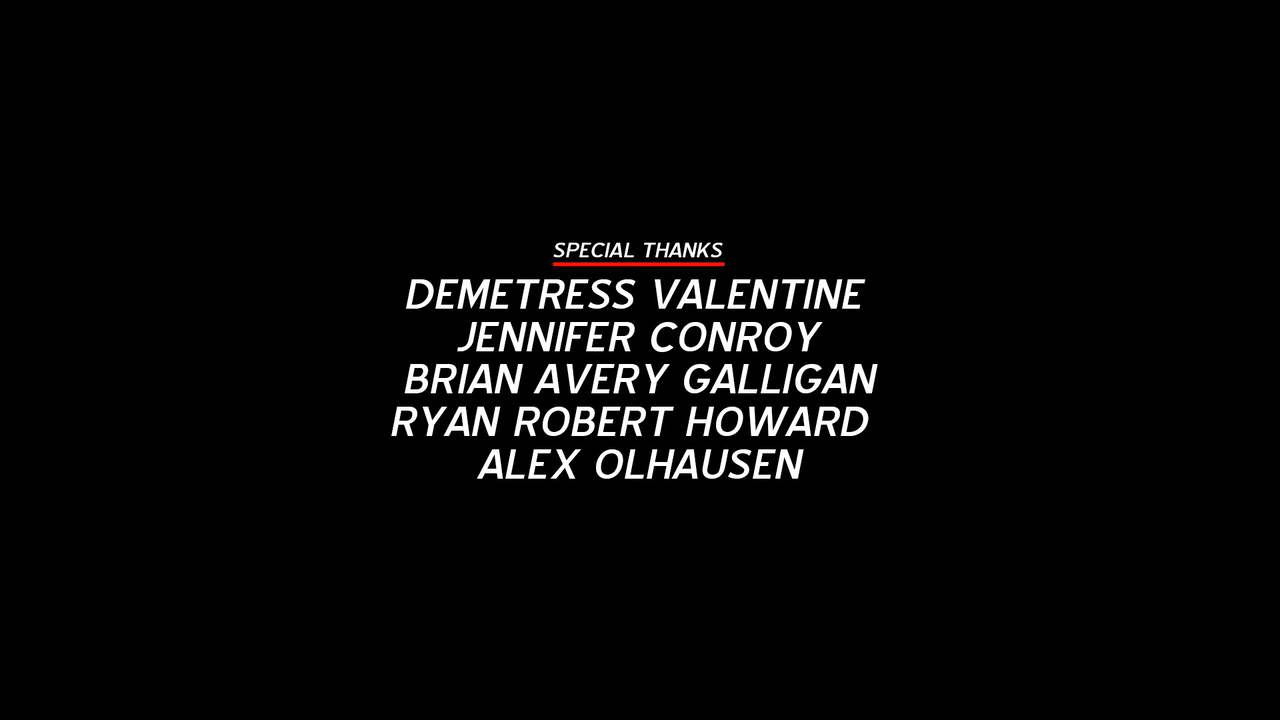 SPECIAL THANKS
DEMETRESS VALENTINE
JENNIFER CONROY
BRIAN AVERY GALLIGAN
RYAN ROBERT HOWARD
ALEX OLHAUSEN